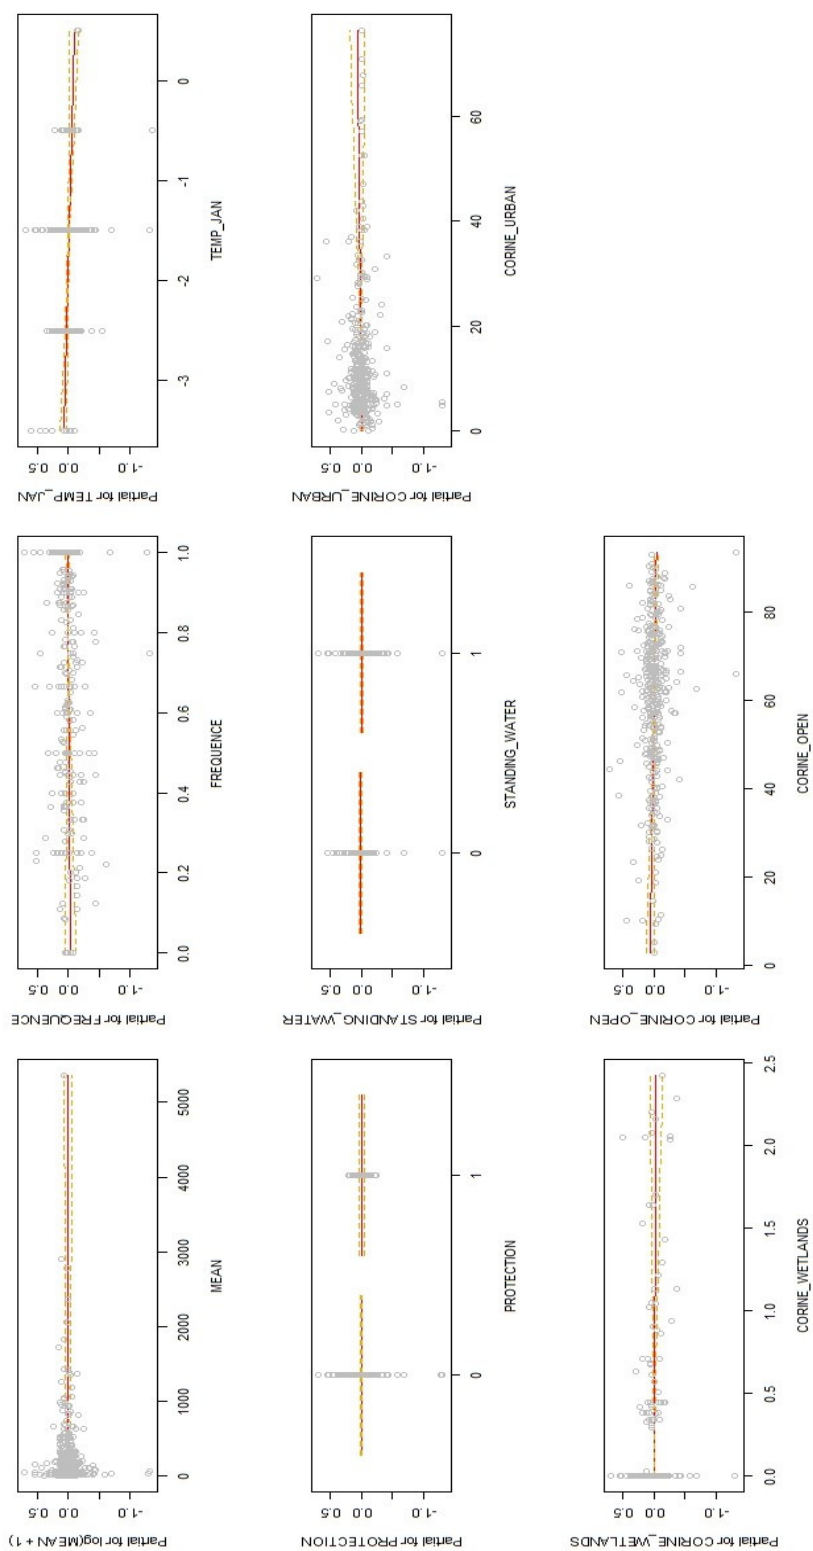 Partial for log(MEAN + 1)
-1.0 0.0 0.5
0 1000 2000 3000 4000 5000
MEAN
Partial for FREQUENCE
-1.0 0.0 0.5
0.0 0.2 0.4 0.6 0.8 1.0
FREQUENCE
Partial for TEMP_JAN
-1.0 0.0 0.5
-3 -2 -1 0
TEMP_JAN
Partial for PROTECTION
-1.0 0.0 0.5
0 1
PROTECTION
Partial for STANDING_WATER
-1.0 0.0 0.5
0 1
STANDING_WATER
Partial for CORINE_URBAN
-1.0 0.0 0.5
0 20 40 60
CORINE_URBAN
Partial for CORINE_WETLANDS
-1.0 0.0 0.5
0.0 0.5 1.0 1.5 2.0 2.5
CORINE_WETLANDS
Partial for CORINE_OPEN
-1.0 0.0 0.5
0 20 40 60 80
CORINE_OPEN